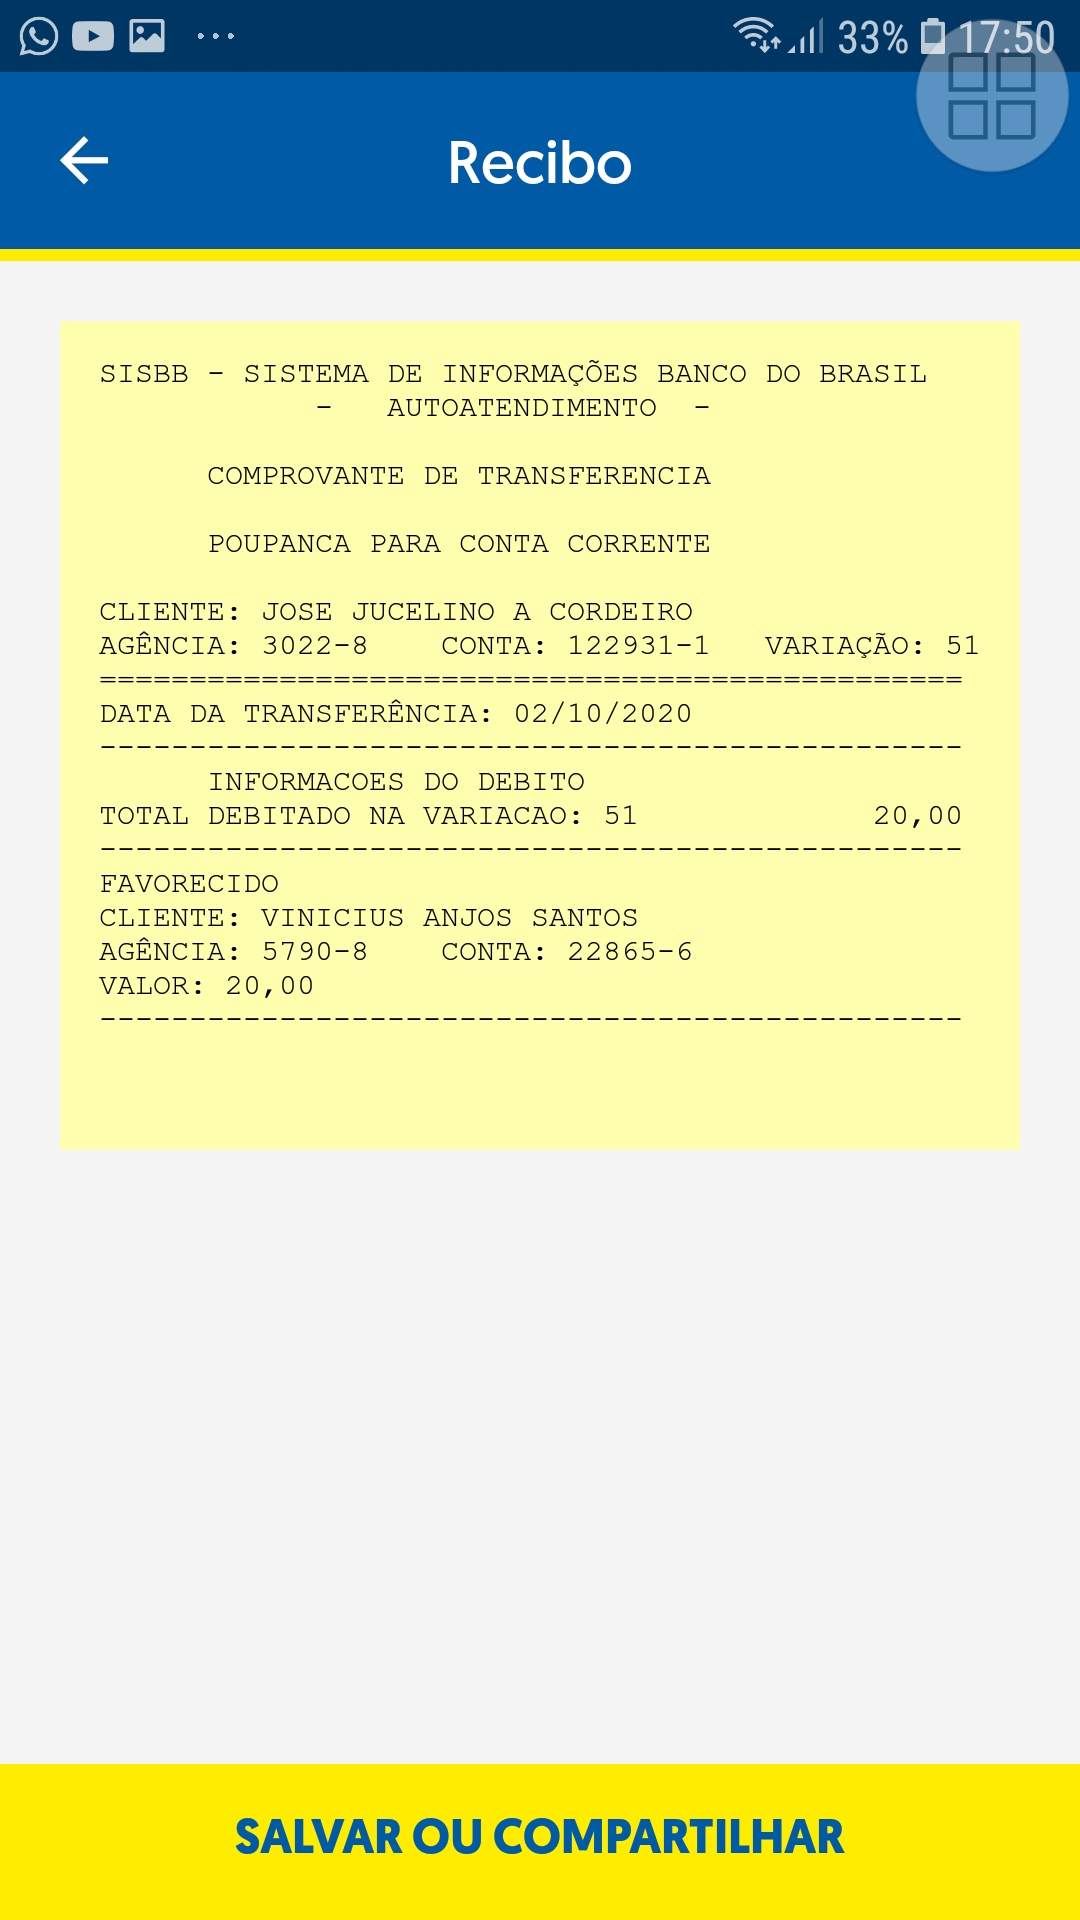 33% 17:50
Recibo
SISBB - SISTEMA DE INFORMAÇÕES BANCO DO BRASIL
- AUTOATENDIMENTO -
COMPROVANTE DE TRANSFERENCIA
POUPANCA PARA CONTA CORRENTE
CLIENTE: JOSE JUCELINO A CORDEIRO
AGÊNCIA: 3022-8 CONTA: 122931-1 VARIAÇÃO: 51
================================================
DATA DA TRANSFERÊNCIA: 02/10/2020
------------------------------------------------
INFORMACOES DO DEBITO
TOTAL DEBITADO NA VARIACAO: 51 20,00
------------------------------------------------
FAVORECIDO
CLIENTE: VINICIUS ANJOS SANTOS
AGÊNCIA: 5790-8 CONTA: 22865-6
VALOR: 20,00
------------------------------------------------
SALVAR OU COMPARTILHAR